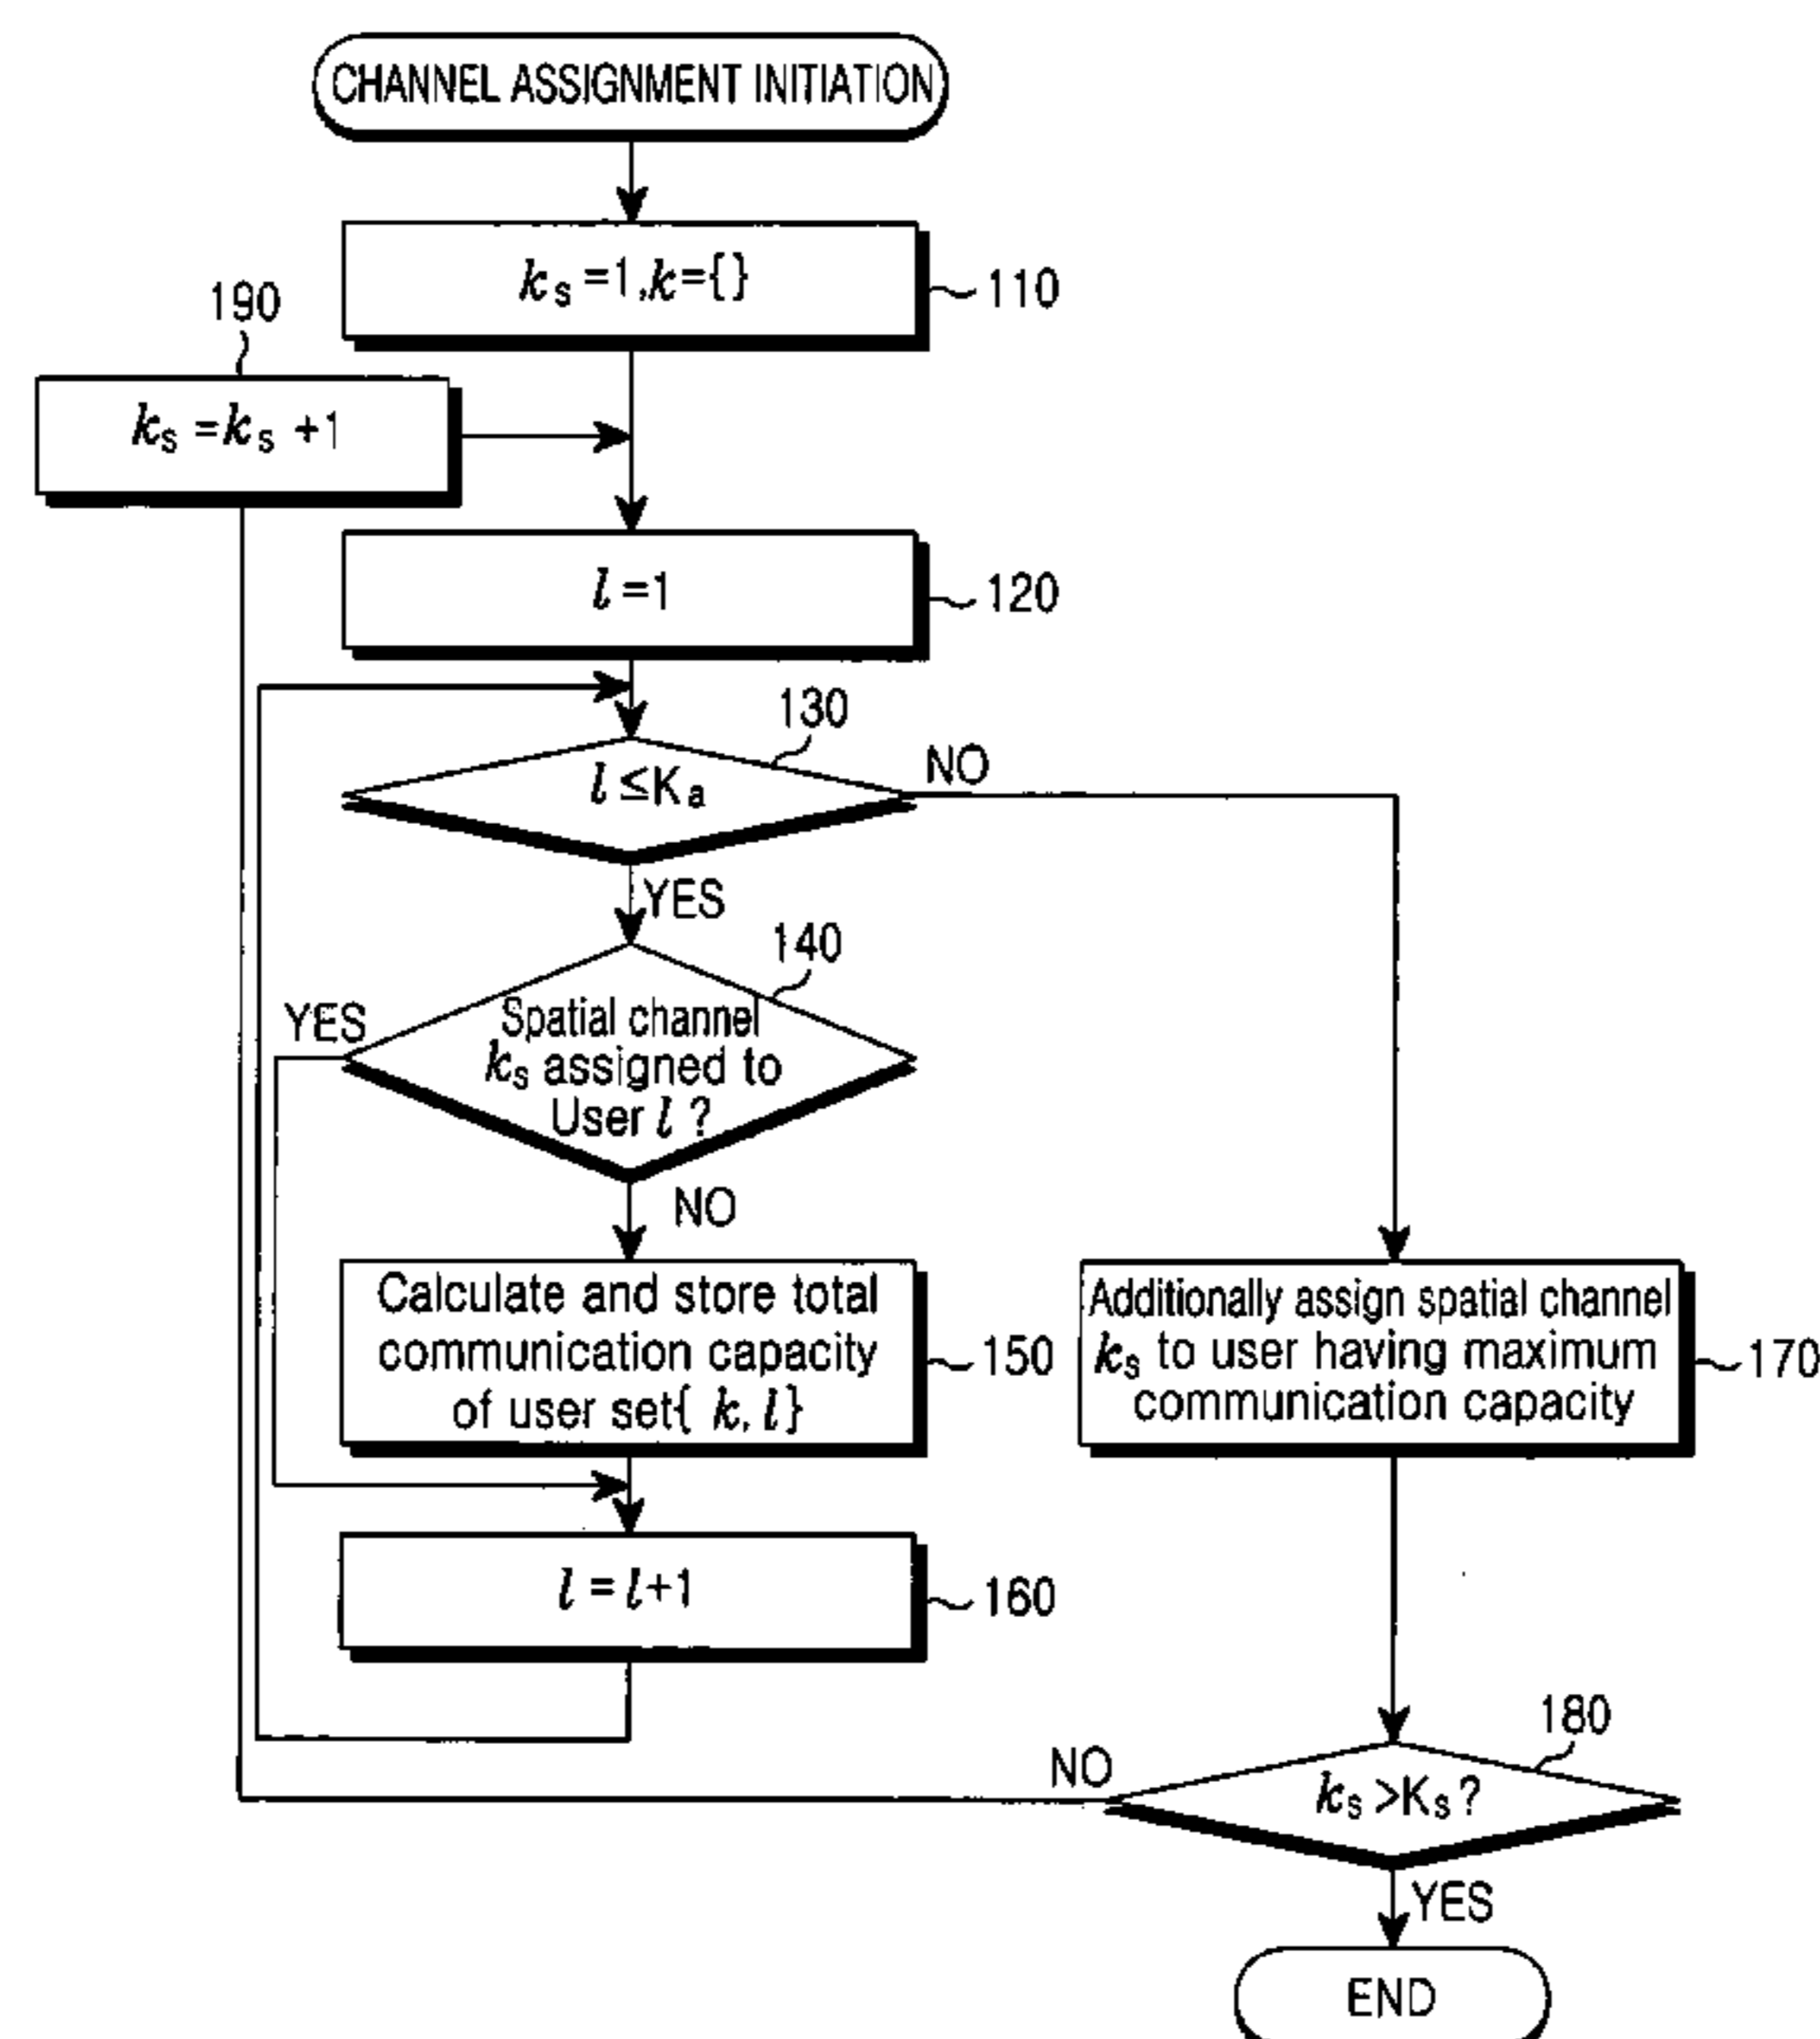 CHANNEL ASSIGNMENT INITIATION
kₛ =1,k={}
110
190
kₛ =kₛ +1
l =1
120
130
l ≤Kₐ
NO
YES
140
YES
Spatial channel
kₛ assigned to
User l ?
NO
Calculate and store total
communication capacity
of user set{ k, l}
150
Additionally assign spatial channel
kₛ to user having maximum
communication capacity
170
l = l+1
160
180
NO
kₛ >Kₛ?
YES
END